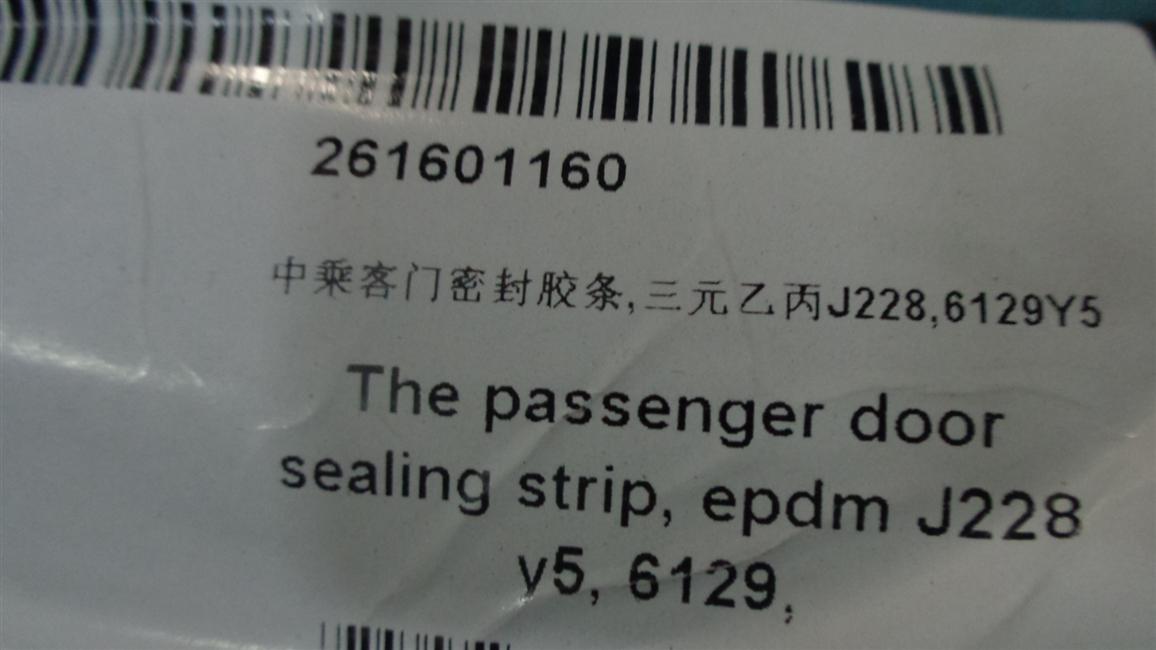 261601160
中乘客门密封胶条,三元乙丙J228,6129Y5
The passenger door
sealing strip, epdm J228
y5, 6129,